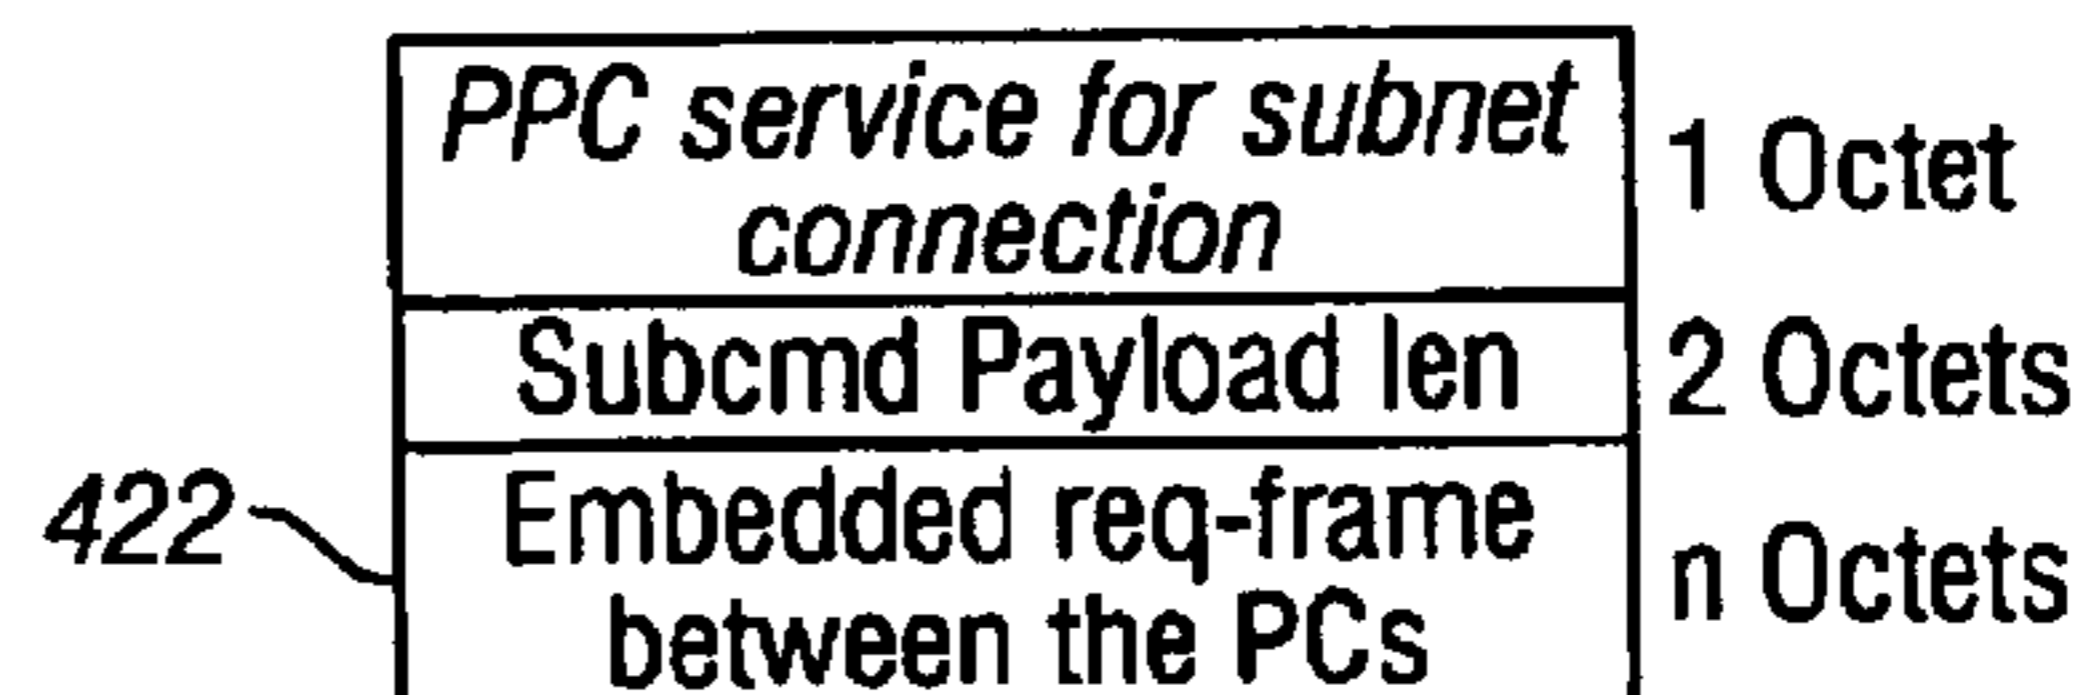 PPC service for subnet
connection
1 Octet
Subcmd Payload len
2 Octets
422
Embedded req-frame
between the PCs
n Octets